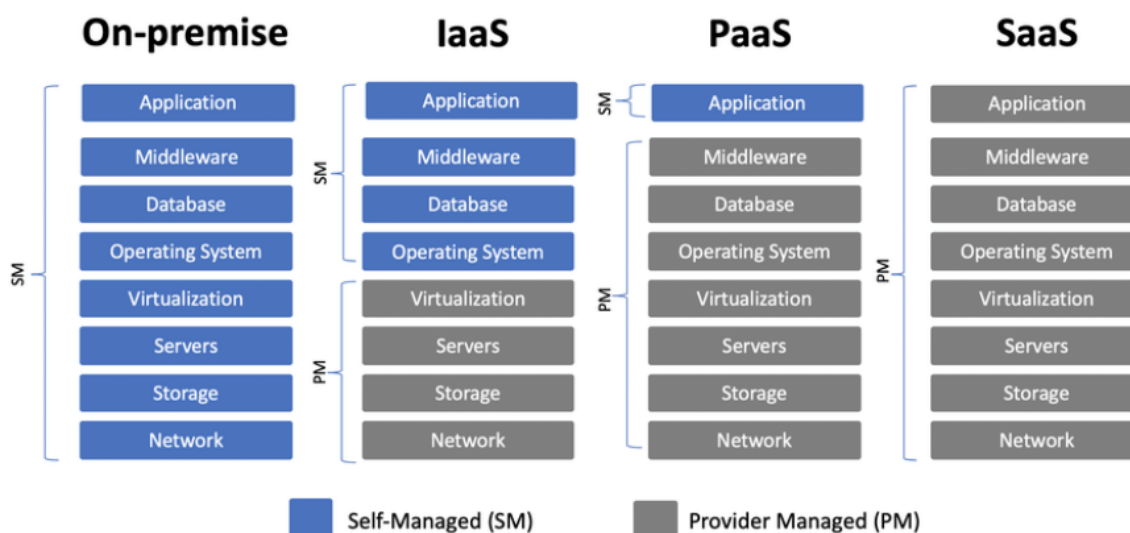 On-premise
IaaS
PaaS
SaaS
SM
Application
Middleware
Database
Operating System
Virtualization
Servers
Storage
Network
SM
Application
Middleware
Database
Operating System
PM
Virtualization
Servers
Storage
Network
SM
Application
PM
Middleware
Database
Operating System
Virtualization
Servers
Storage
Network
PM
Application
Middleware
Database
Operating System
Virtualization
Servers
Storage
Network
Self-Managed (SM)
Provider Managed (PM)